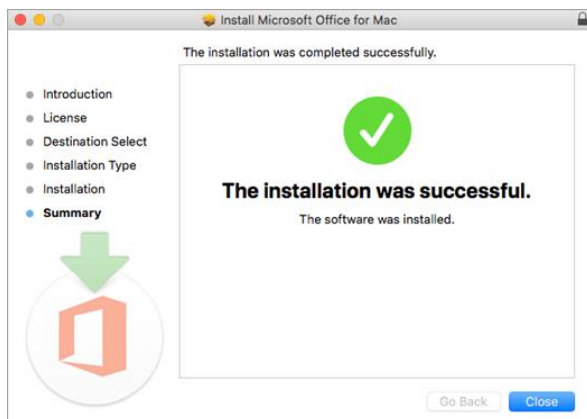 Install Microsoft Office for Mac
The installation was completed successfully.
Introduction
License
Destination Select
Installation Type
Installation
Summary
The installation was successful.
The software was installed.
Go Back
Close